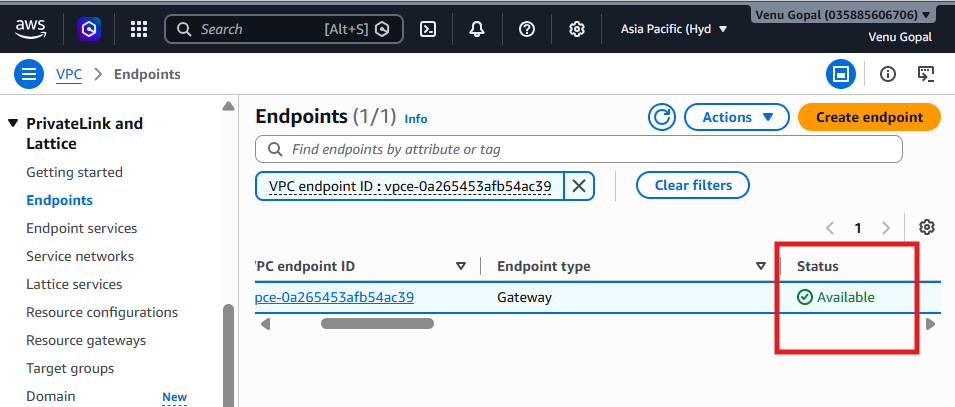 aws
Search [Alt+S]
Asia Pacific (Hyd
Venu Gopal (035885606706)
Venu Gopal
VPC > Endpoints
PrivateLink and
Lattice
Getting started
Endpoints
Endpoint services
Service networks
Lattice services
Resource configurations
Resource gateways
Target groups
Domain New
Endpoints (1/1) Info
Actions
Create endpoint
Find endpoints by attribute or tag
VPC endpoint ID : vpce-0a265453afb54ac39
Clear filters
1
VPC endpoint ID Endpoint type Status
pce-0a265453afb54ac39 Gateway Available